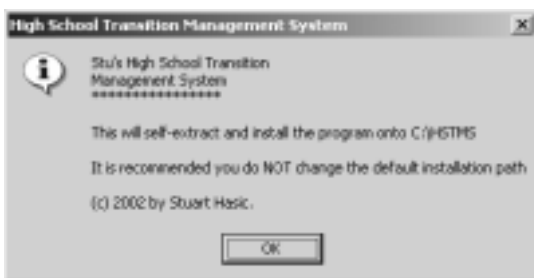 High School Transition Management System
Stu's High School Transition
Management System
*****************
This will self-extract and install the program onto C:\HSTMS
It is recommended you do NOT change the default installation path
(c) 2002 by Stuart Hasic.
OK